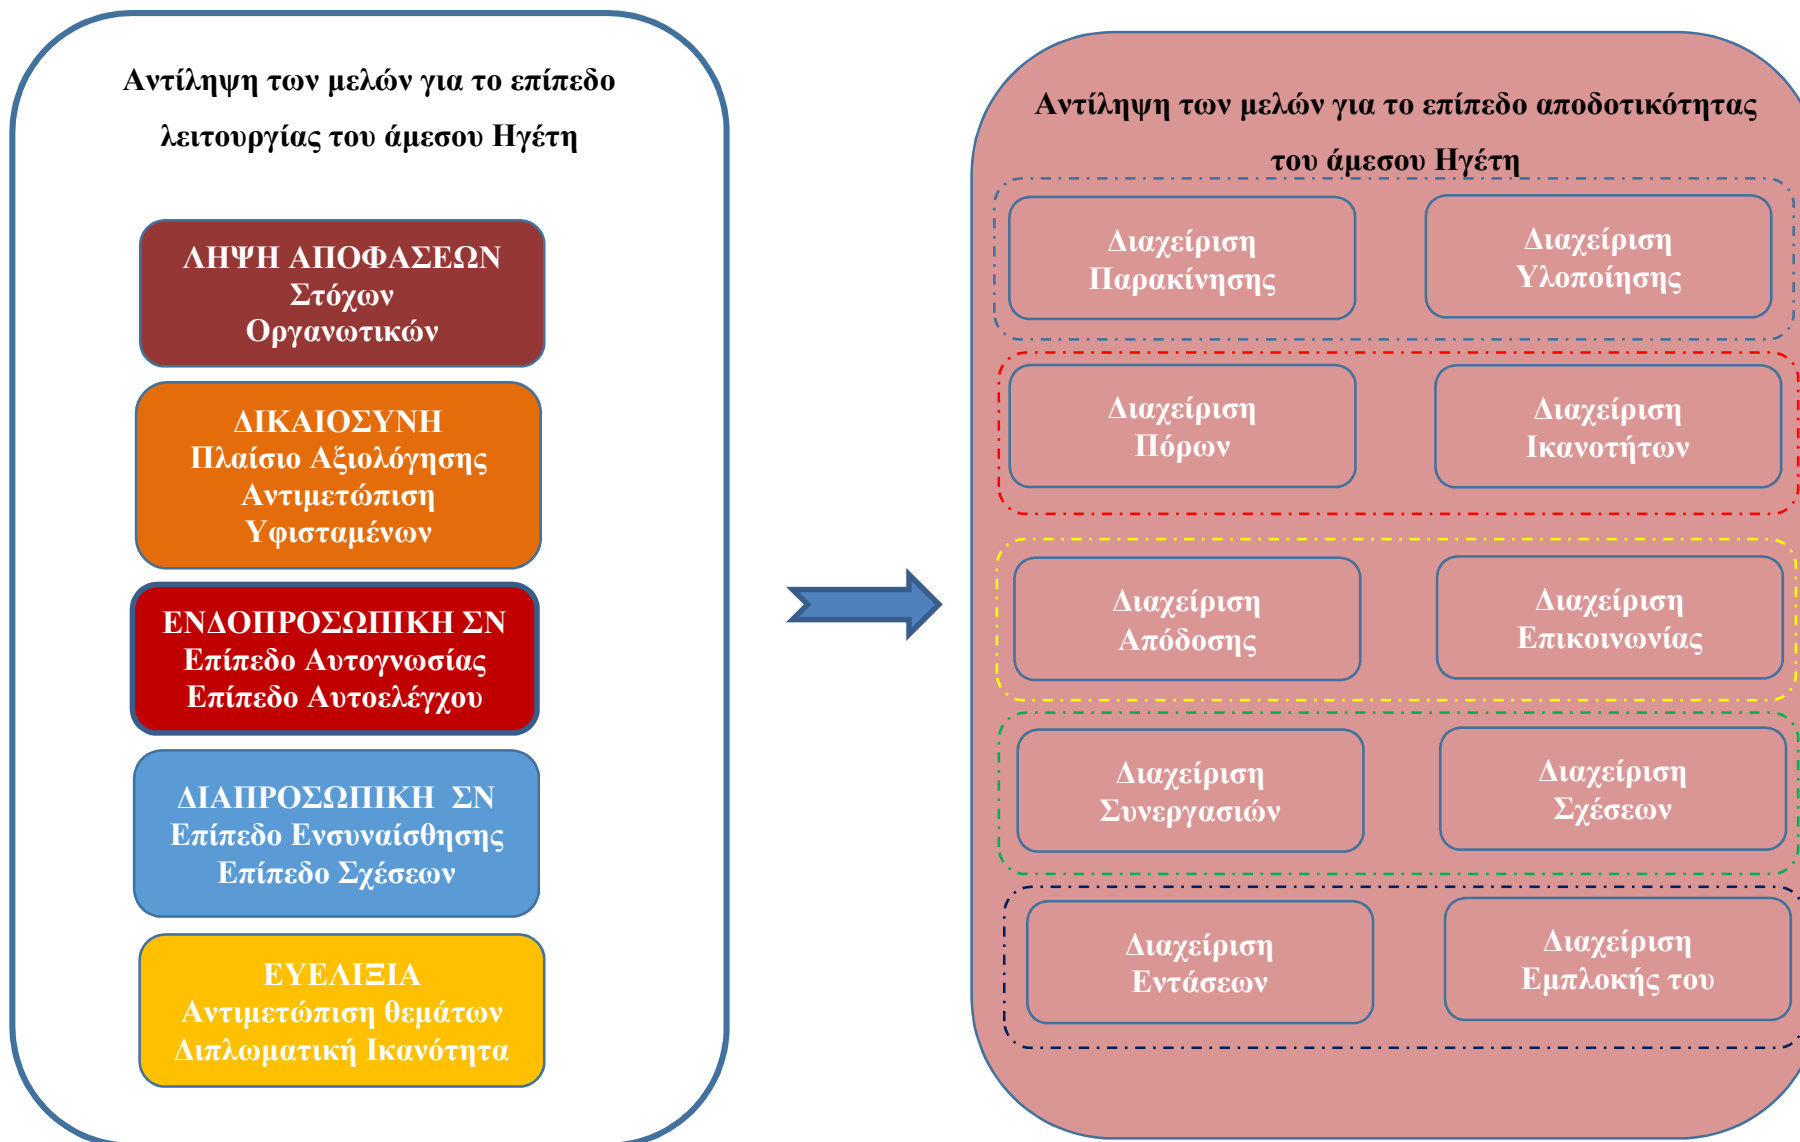 Αντίληψη των μελών για το επίπεδο
λειτουργίας του άμεσου Ηγέτη
ΛΗΨΗ ΑΠΟΦΑΣΕΩΝ
Στόχων
Οργανωτικών
ΔΙΚΑΙΟΣΥΝΗ
Πλαίσιο Αξιολόγησης
Αντιμετώπιση
Υφισταμένων
ΕΝΔΟΠΡΟΣΩΠΙΚΗ ΣΝ
Επίπεδο Αυτογνωσίας
Επίπεδο Αυτοελέγχου
ΔΙΑΠΡΟΣΩΠΙΚΗ ΣΝ
Επίπεδο Ενσυναίσθησης
Επίπεδο Σχέσεων
ΕΥΕΛΙΞΙΑ
Αντιμετώπιση θεμάτων
Διπλωματική Ικανότητα
Αντίληψη των μελών για το επίπεδο αποδοτικότητας
του άμεσου Ηγέτη
Διαχείριση
Παρακίνησης
Διαχείριση
Υλοποίησης
Διαχείριση
Πόρων
Διαχείριση
Ικανοτήτων
Διαχείριση
Απόδοσης
Διαχείριση
Επικοινωνίας
Διαχείριση
Συνεργασιών
Διαχείριση
Σχέσεων
Διαχείριση
Εντάσεων
Διαχείριση
Εμπλοκής του